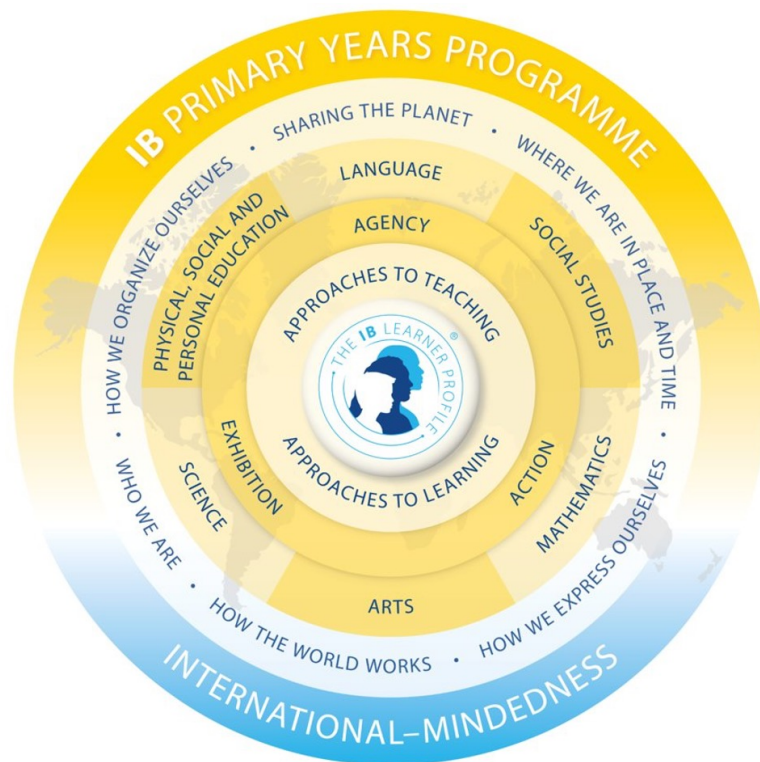 IB PRIMARY YEARS PROGRAMME
SHARING THE PLANET
WHERE WE ARE IN PLACE AND TIME
HOW WE EXPRESS OURSELVES
HOW THE WORLD WORKS
WHO WE ARE
HOW WE ORGANIZE OURSELVES
LANGUAGE
SOCIAL STUDIES
MATHEMATICS
ARTS
SCIENCE
PHYSICAL, SOCIAL AND
PERSONAL EDUCATION
AGENCY
ACTION
EXHIBITION
APPROACHES TO TEACHING
APPROACHES TO LEARNING
THE IB LEARNER PROFILE ®
INTERNATIONAL–MINDEDNESS